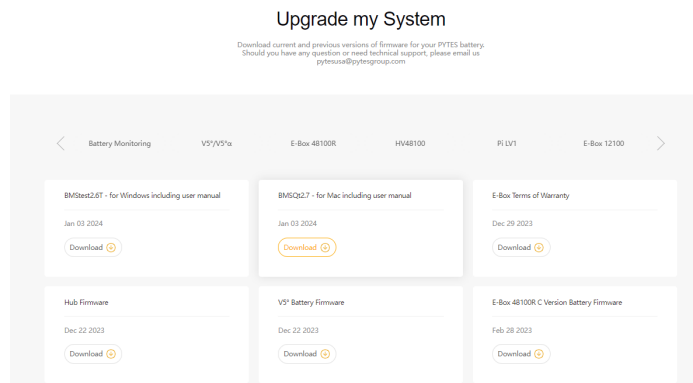 Upgrade my System
Download current and previous versions of firmware for your PYTES battery.
Should you have any question or need technical support, please email us
pytesusa@pytesgroup.com
Battery Monitoring
V5°/V5°α
E-Box 48100R
HV48100
Pi LV1
E-Box 12100
BMStest2.6T - for Windows including user manual
BMSQt2.7 - for Mac including user manual
E-Box Terms of Warranty
Jan 03 2024
Jan 03 2024
Dec 29 2023
Download
Download
Download
Hub Firmware
V5° Battery Firmware
E-Box 48100R C Version Battery Firmware
Dec 22 2023
Dec 22 2023
Feb 28 2023
Download
Download
Download